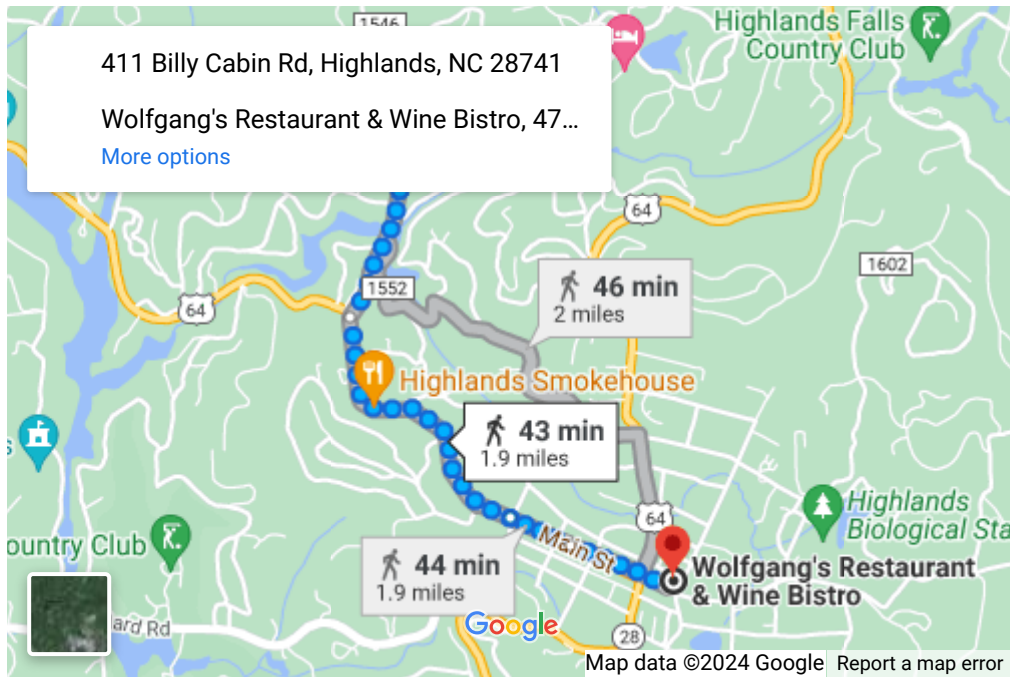 1546
Highlands Falls
Country Club
411 Billy Cabin Rd, Highlands, NC 28741
Wolfgang's Restaurant & Wine Bistro, 47...
More options
64
1602
1552
46 min
2 miles
64
Highlands Smokehouse
43 min
1.9 miles
64
Highlands
Biological Sta
ountry Club
Main St
44 min
1.9 miles
Wolfgang's Restaurant
& Wine Bistro
ard Rd
Google
28
Map data ©2024 Google
Report a map error